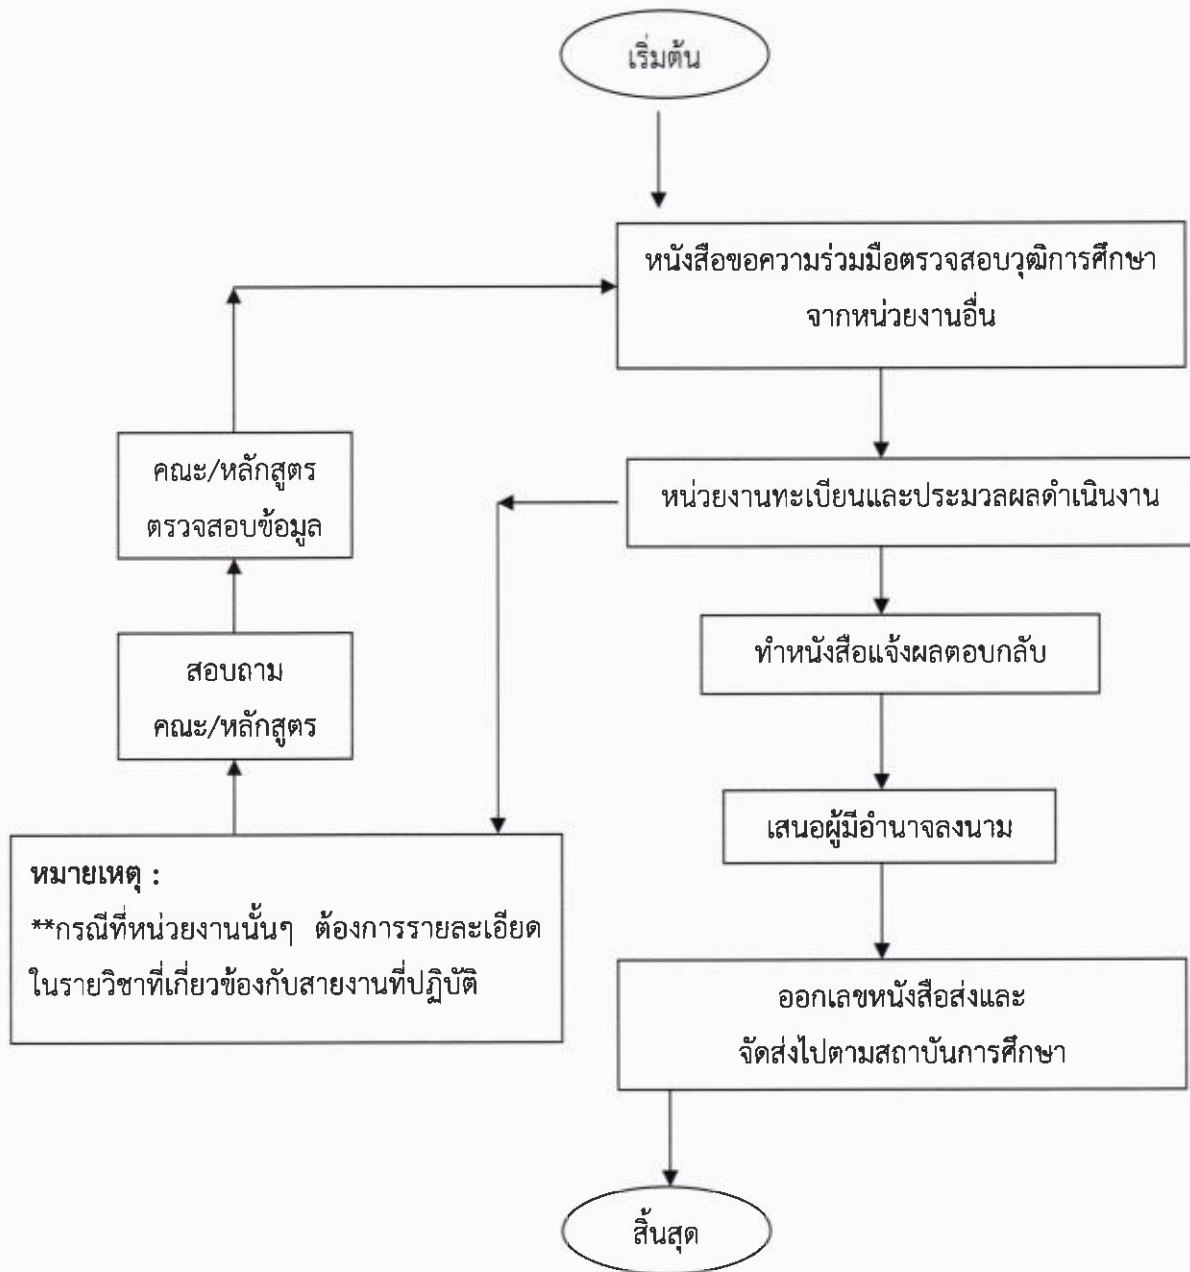 เริ่มต้น
หนังสือขอความร่วมมือตรวจสอบวุฒิการศึกษา
จากหน่วยงานอื่น
คณะ/หลักสูตร
ตรวจสอบข้อมูล
หน่วยงานทะเบียนและประมวลผลดำเนินงาน
สอบถาม
คณะ/หลักสูตร
ทำหนังสือแจ้งผลตอบกลับ
เสนอผู้มีอำนาจลงนาม
หมายเหตุ :
**กรณีที่หน่วยงานนั้นๆ ต้องการรายละเอียด
ในรายวิชาที่เกี่ยวข้องกับสายงานที่ปฏิบัติ
ออกเลขหนังสือส่งและ
จัดส่งไปตามสถาบันการศึกษา
สิ้นสุด